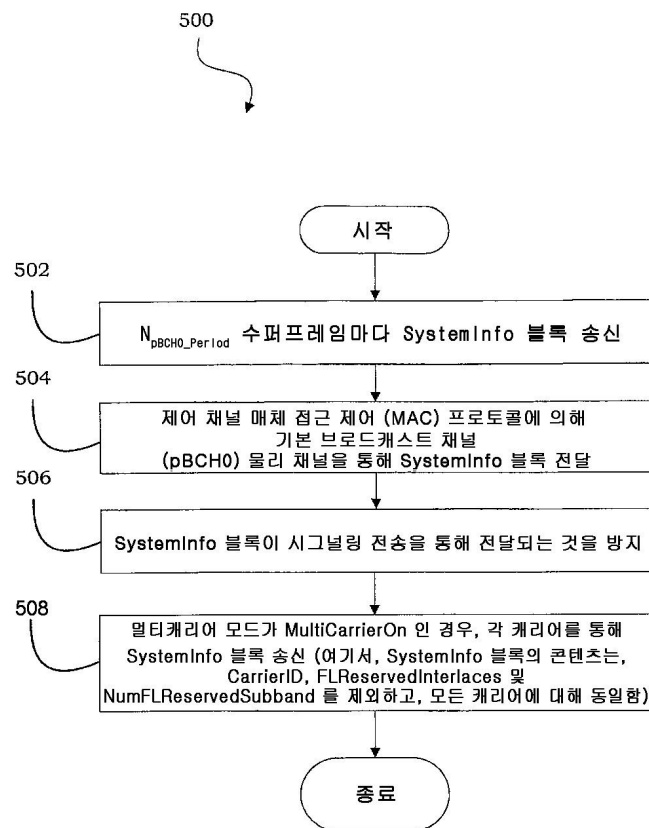 500
시작
502
NpBCH0_Period 수퍼프레임마다 SystemInfo 블록 송신
504
제어 채널 매체 접근 제어 (MAC) 프로토콜에 의해
기본 브로드캐스트 채널
(pBCH0) 물리 채널을 통해 SystemInfo 블록 전달
506
SystemInfo 블록이 시그널링 전송을 통해 전달되는 것을 방지
508
멀티캐리어 모드가 MultiCarrierOn 인 경우, 각 캐리어를 통해
SystemInfo 블록 송신 (여기서, SystemInfo 블록의 콘텐츠는,
CarrierID, FLReservedInterlaces 및
NumFLReservedSubband 를 제외하고, 모든 캐리어에 대해 동일함)
종료